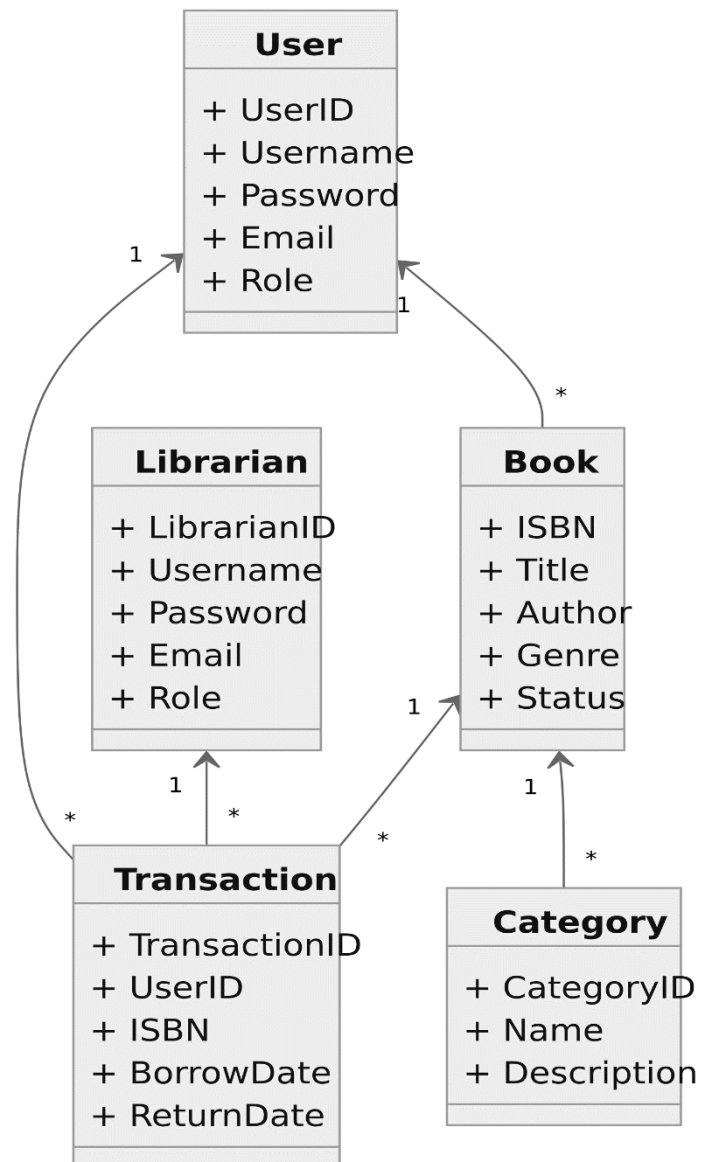 User
+ UserID
+ Username
+ Password
+ Email
+ Role
1
1
*
Librarian
+ LibrarianID
+ Username
+ Password
+ Email
+ Role
Book
+ ISBN
+ Title
+ Author
+ Genre
+ Status
1
1
*
*
1
*
*
Transaction
+ TransactionID
+ UserID
+ ISBN
+ BorrowDate
+ ReturnDate
Category
+ CategoryID
+ Name
+ Description